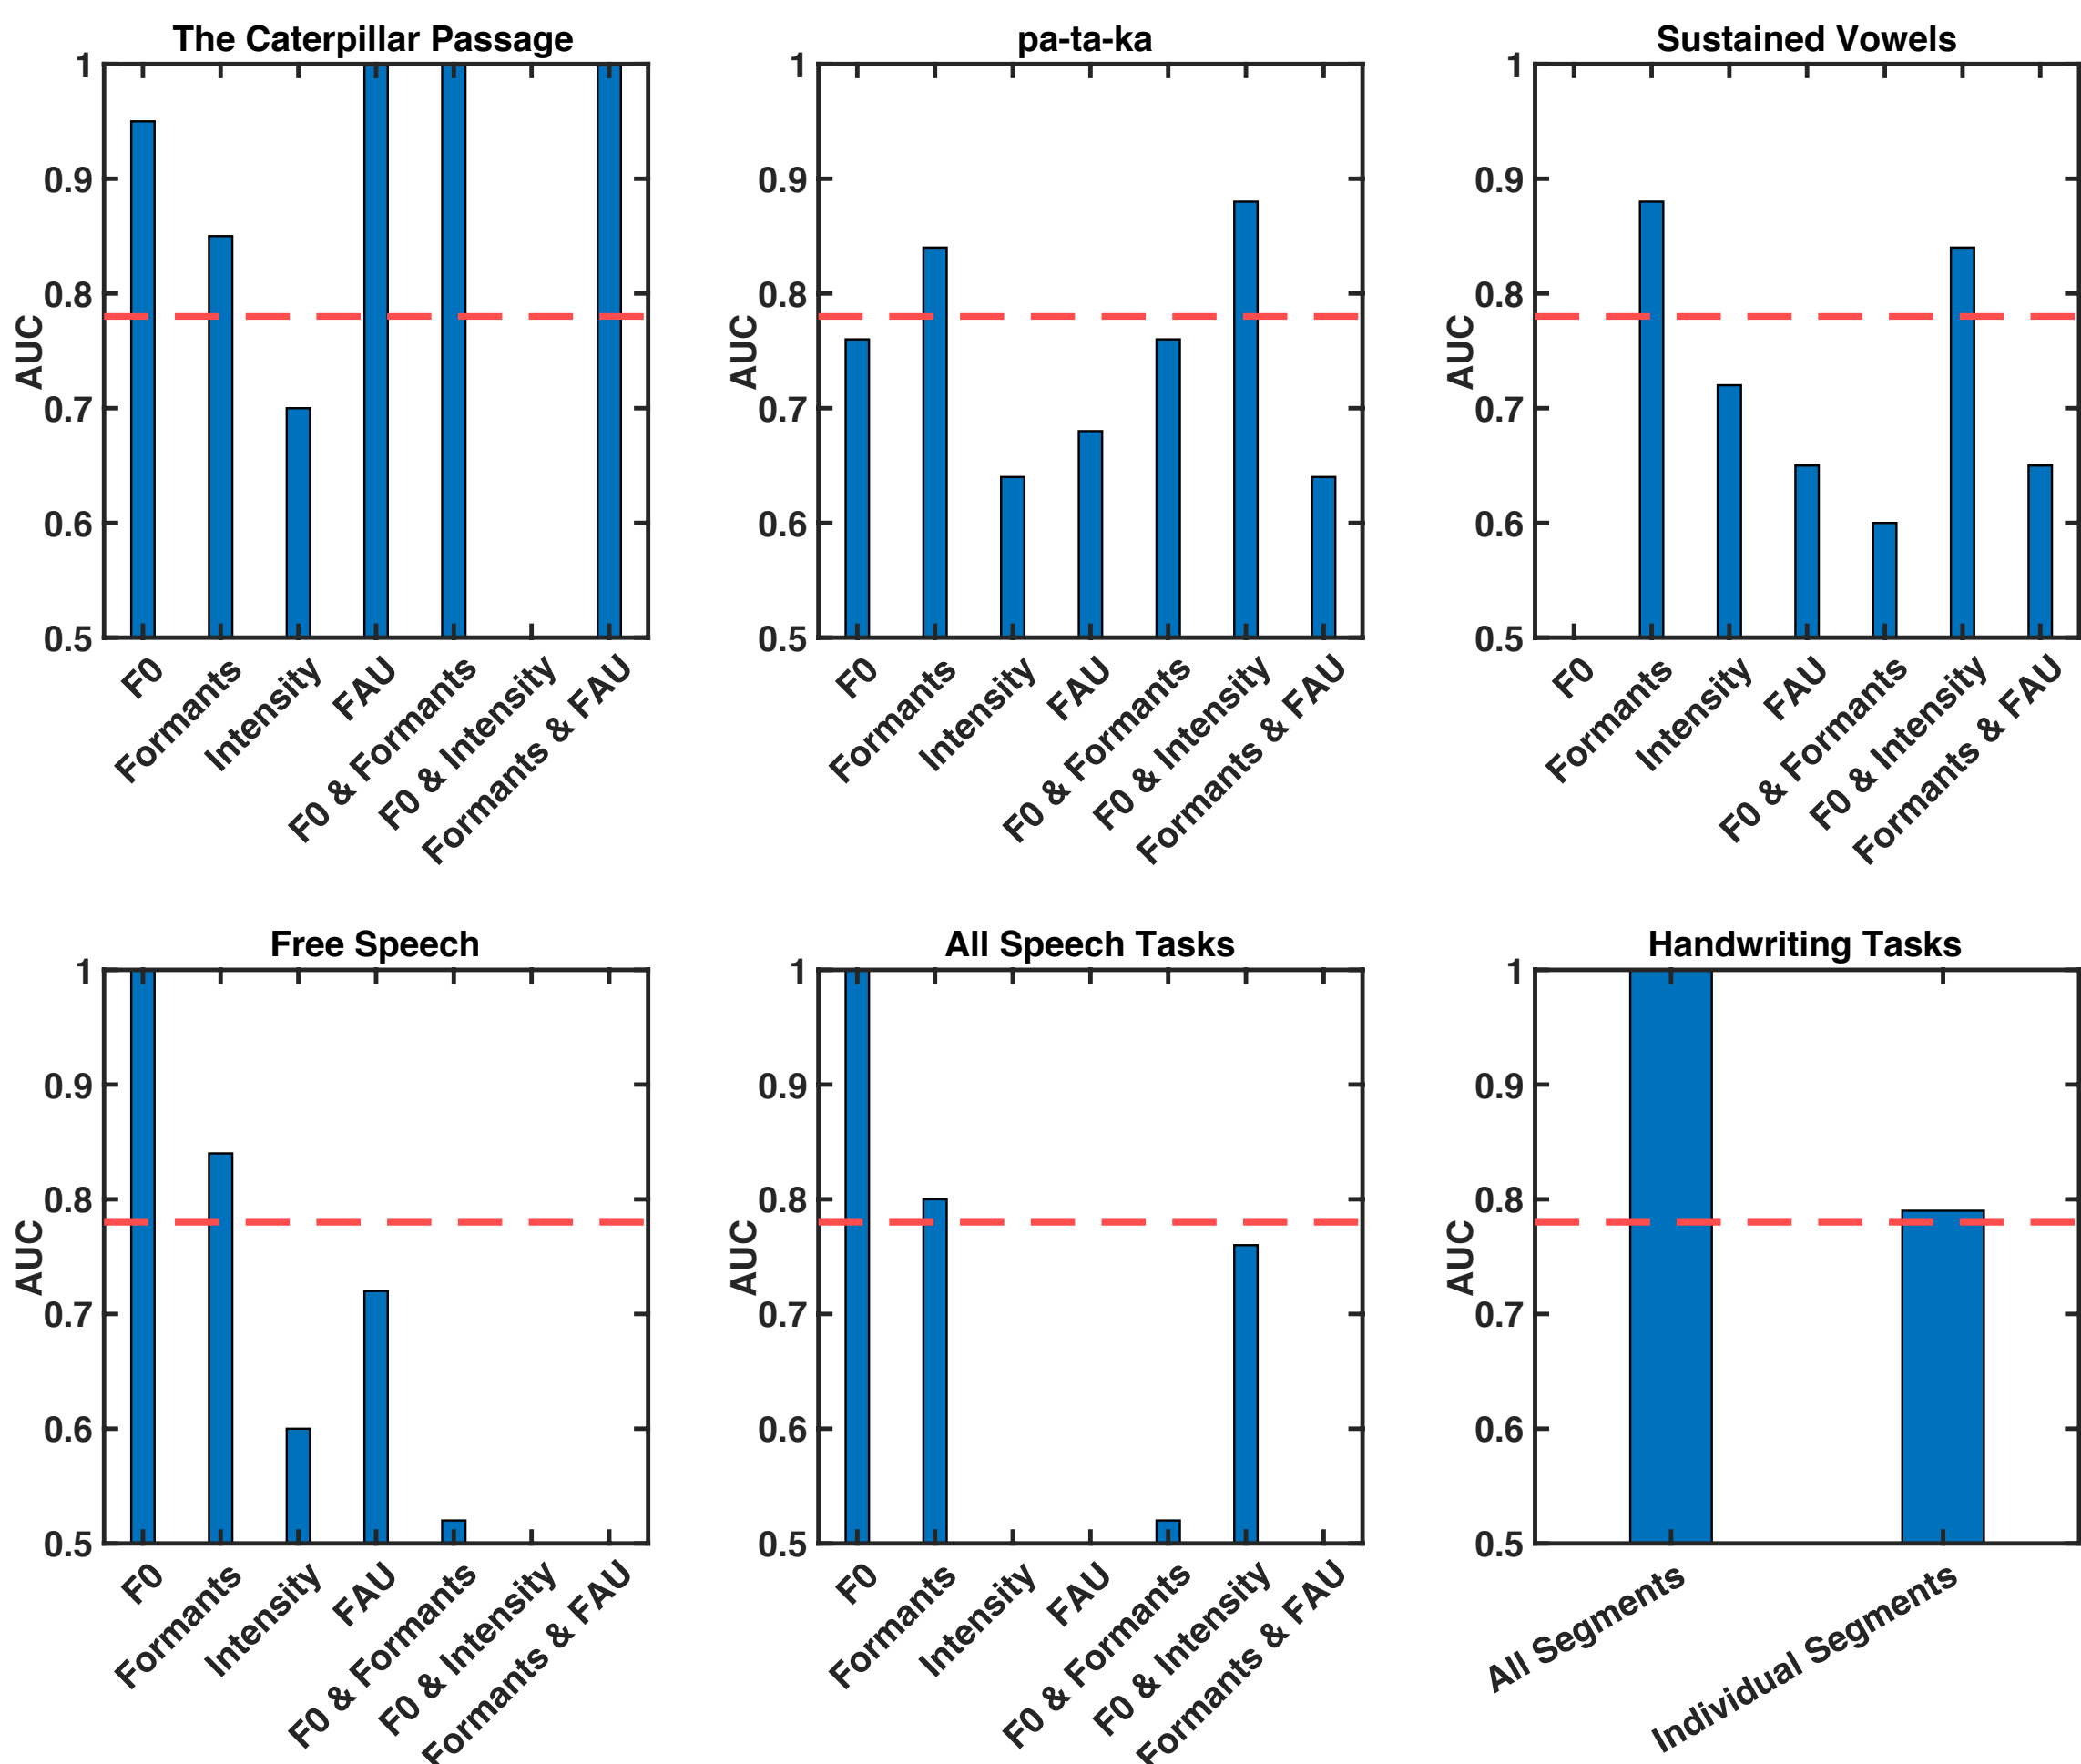 The Caterpillar Passage
AUC
1
0.9
0.8
0.7
0.6
0.5
F0
Formants
Intensity
FAU
F0 & Formants
F0 & Intensity
Formants & FAU
pa-ta-ka
AUC
1
0.9
0.8
0.7
0.6
0.5
F0
Formants
Intensity
FAU
F0 & Formants
F0 & Intensity
Formants & FAU
Sustained Vowels
AUC
1
0.9
0.8
0.7
0.6
0.5
F0
Formants
Intensity
FAU
F0 & Formants
F0 & Intensity
Formants & FAU
Free Speech
AUC
1
0.9
0.8
0.7
0.6
0.5
F0
Formants
Intensity
FAU
F0 & Formants
F0 & Intensity
Formants & FAU
All Speech Tasks
AUC
1
0.9
0.8
0.7
0.6
0.5
F0
Formants
Intensity
FAU
F0 & Formants
F0 & Intensity
Formants & FAU
Handwriting Tasks
AUC
1
0.9
0.8
0.7
0.6
0.5
All Segments
Individual Segments